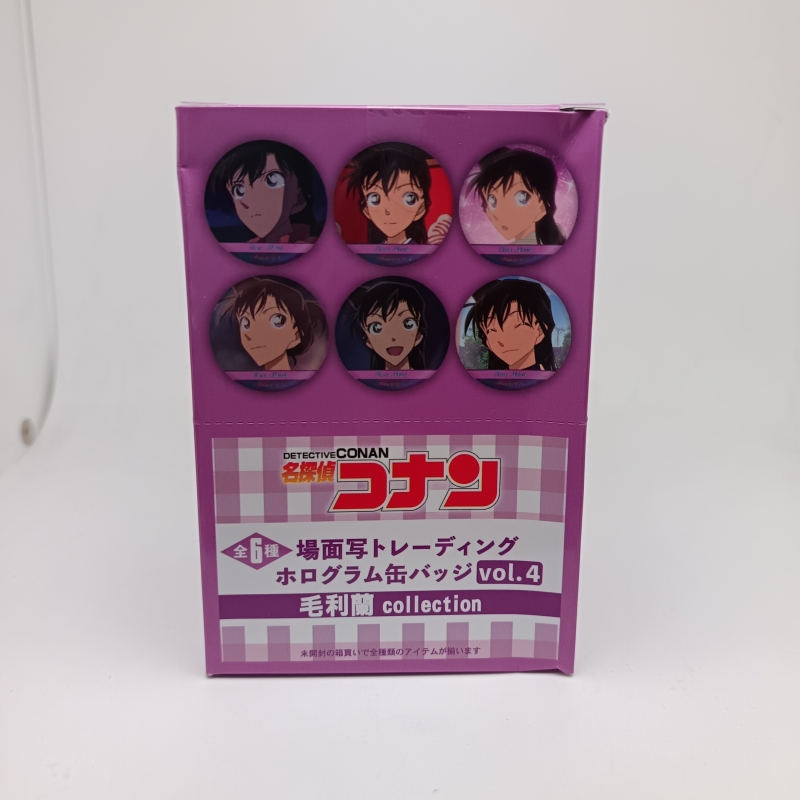 DETECTIVE CONAN
名探偵コナン
全6種
場面写トレーディング
ホログラム缶バッジ vol.4
毛利蘭 collection
未開封の箱買いで全種類のアイテムが揃います